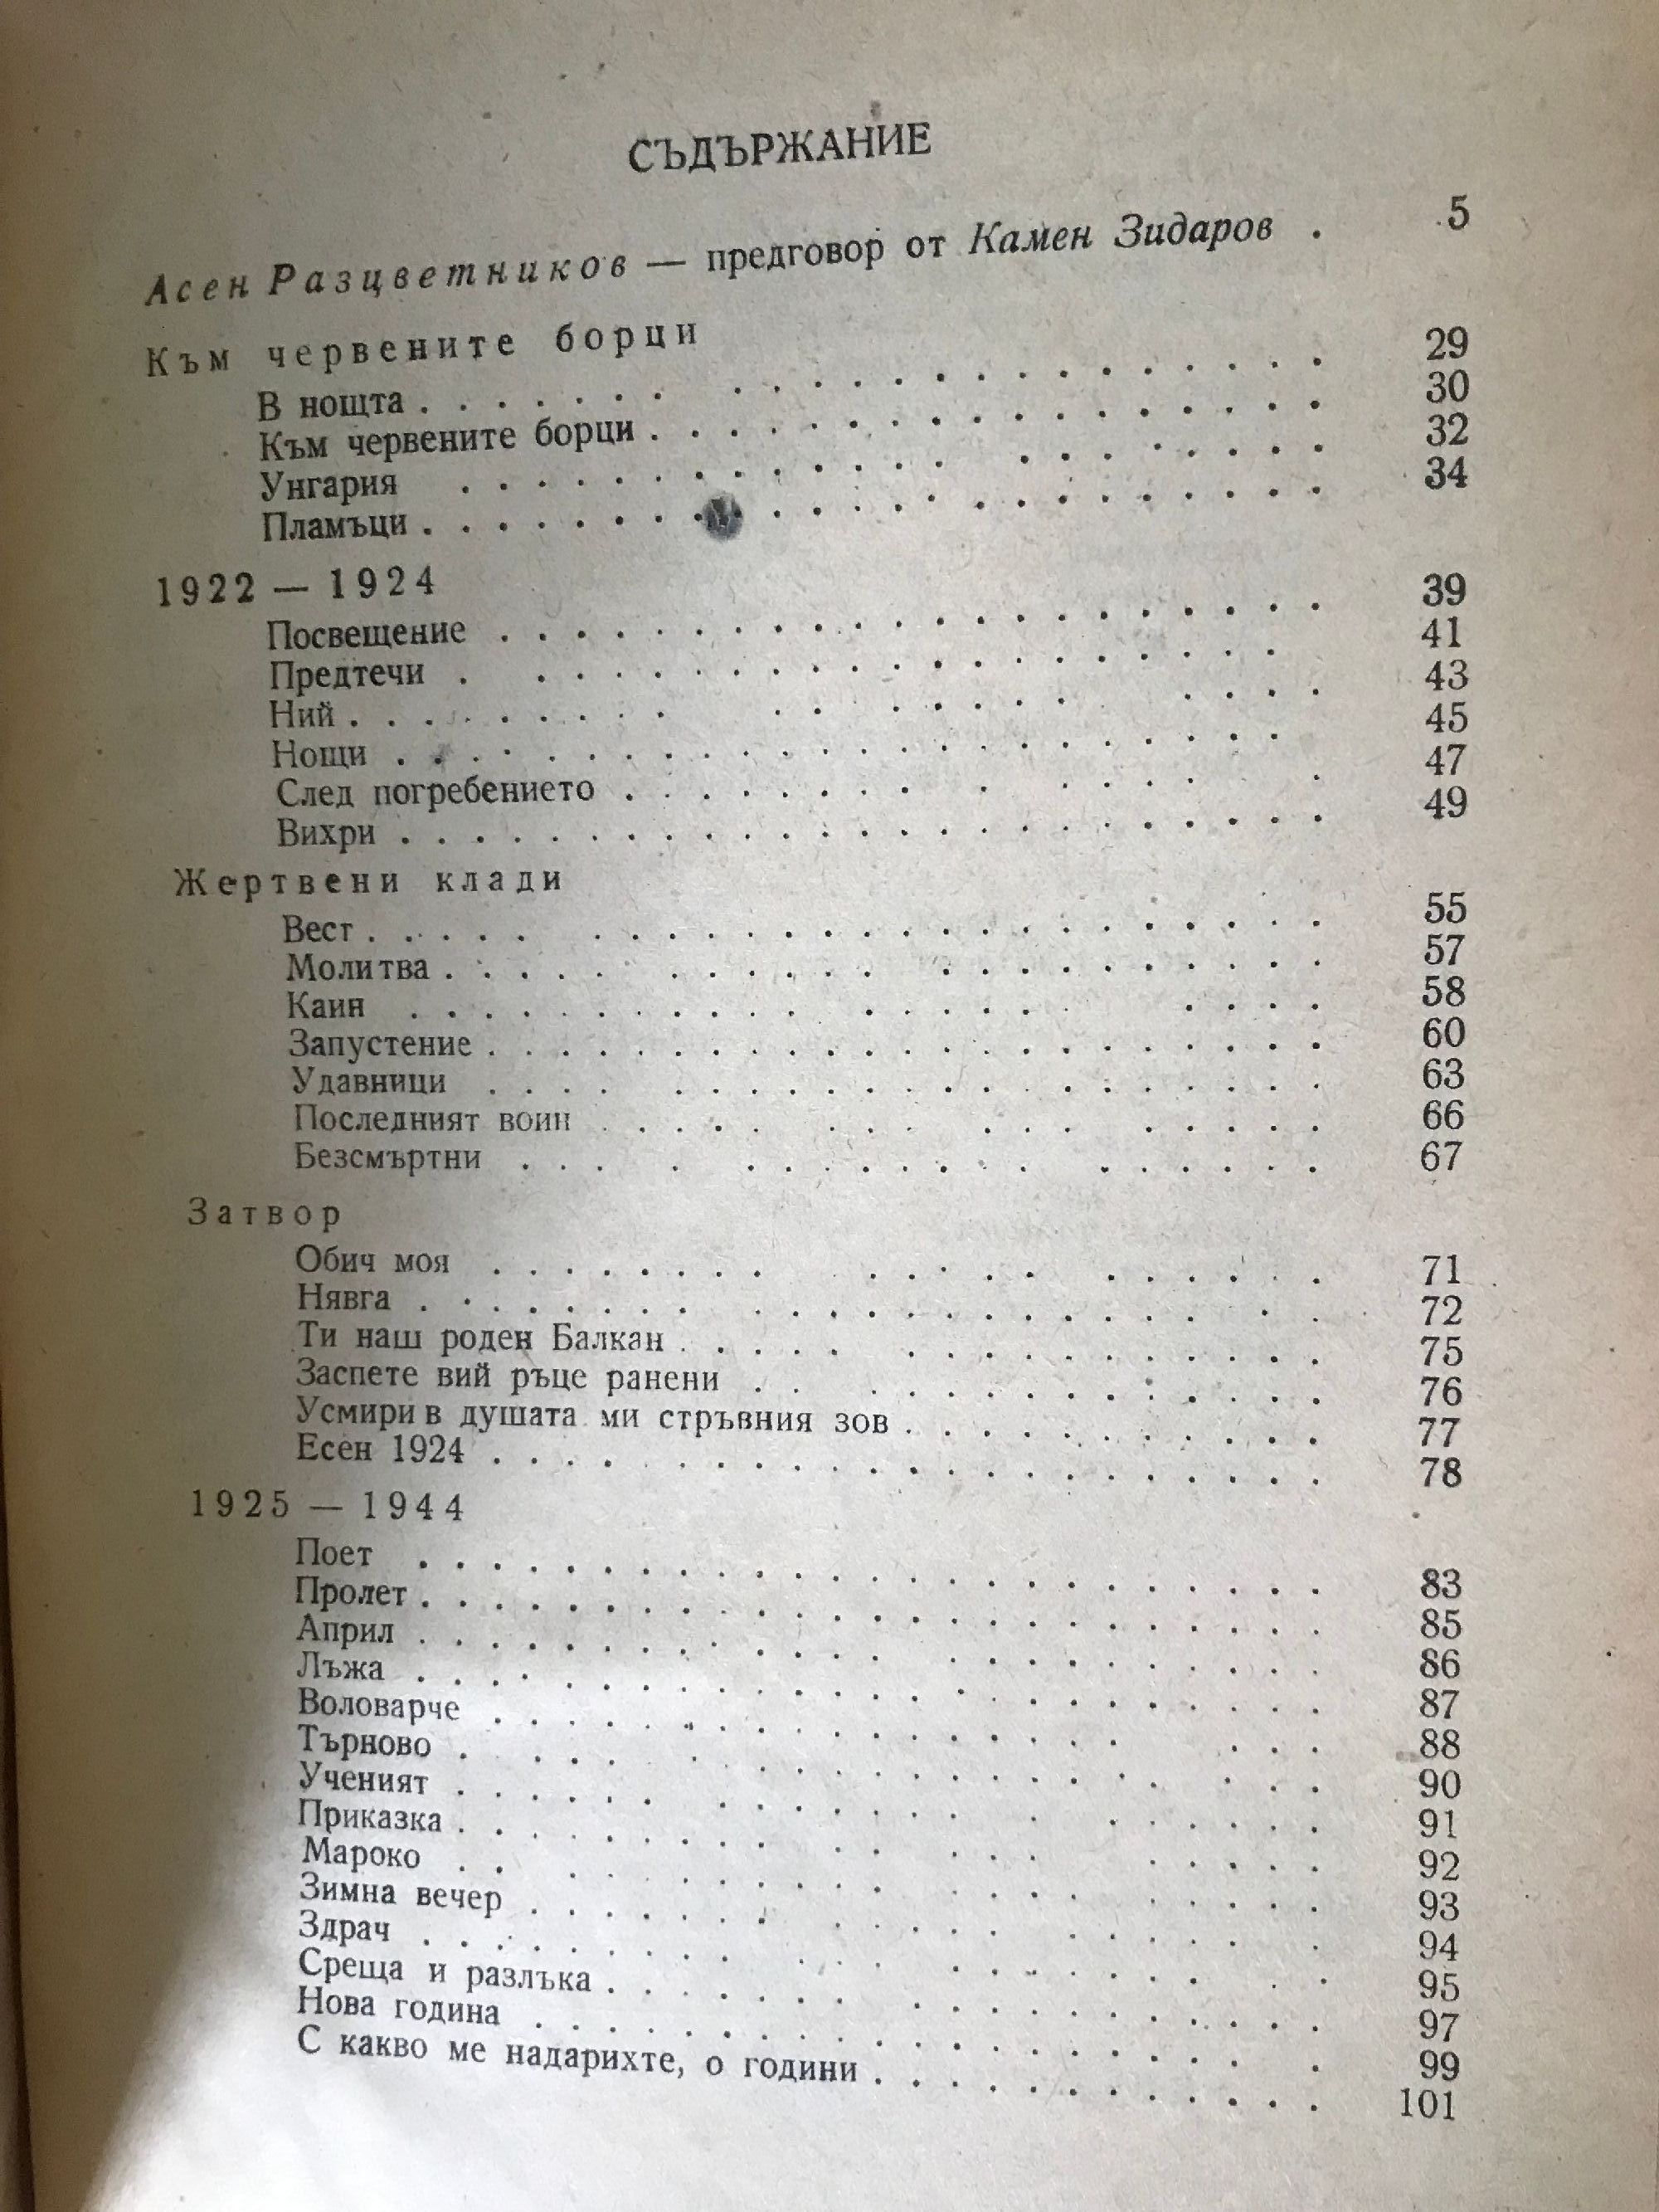 СЪДЪРЖАНИЕ
Асен Разцветников — предговор от Камен Зидаров . 5
Към червените борци
В нощта . . . . . . . . . . 29
Към червените борци . . . . . . . . . . 30
Унгария . . . . . . . . . . 32
Пламъци . . . . . . . . . . 34
1922 — 1924
Посвещение . . . . . . . . . . 39
Предтечи . . . . . . . . . . 41
Ний . . . . . . . . . . 43
Нощи . . . . . . . . . . 45
След погребението . . . . . . . . . . 47
Вихри . . . . . . . . . . 49
Жертвени клади
Вест . . . . . . . . . . 55
Молитва . . . . . . . . . . 57
Каин . . . . . . . . . . 58
Запустение . . . . . . . . . . 60
Удавници . . . . . . . . . . 63
Последният воин . . . . . . . . . . 66
Безсмъртни . . . . . . . . . . 67
Затвор
Обич моя . . . . . . . . . . 71
Нявга . . . . . . . . . . 72
Ти наш роден Балкан . . . . . . . . . . 75
Заспете вий ръце ранени . . . . . . . . . . 76
Усмири в душата ми стръвния зов . . . . . . . . . . 77
Есен 1924 . . . . . . . . . . 78
1925 — 1944
Поет . . . . . . . . . . 83
Пролет . . . . . . . . . . 85
Април . . . . . . . . . . 86
Лъжа . . . . . . . . . . 87
Воловарче . . . . . . . . . . 88
Търново . . . . . . . . . . 90
Ученият . . . . . . . . . . 91
Приказка . . . . . . . . . . 92
Мароко . . . . . . . . . . 93
Зимна вечер . . . . . . . . . . 94
Здрач . . . . . . . . . . 95
Среща и разлъка . . . . . . . . . . 97
Нова година . . . . . . . . . . 99
С какво ме надарихте, о години . . . . . . . . . . 101